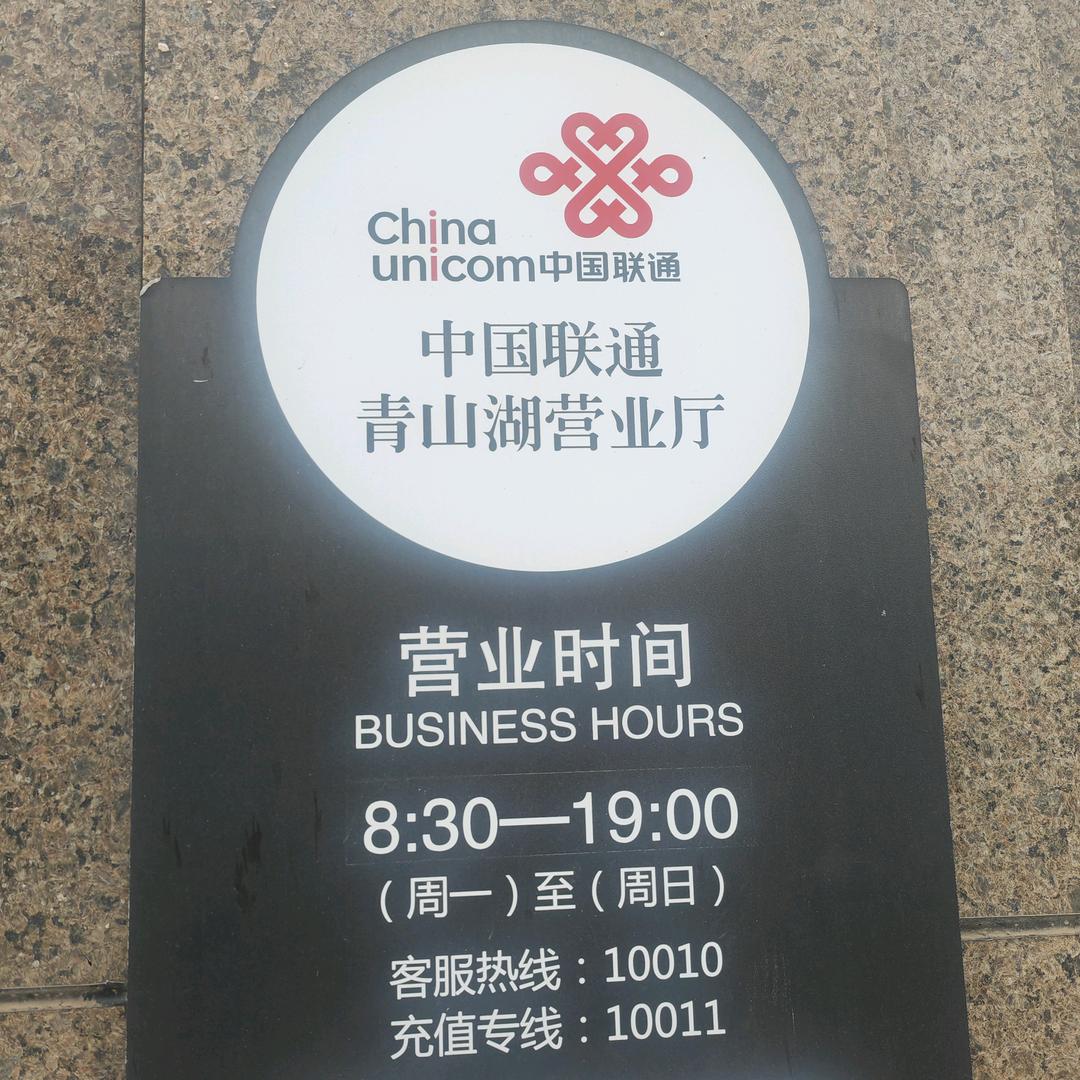 China
unicom中国联通
中国联通
青山湖营业厅
营业时间
BUSINESS HOURS
8:30—19:00
（周一）至（周日）
客服热线：10010
充值专线：10011